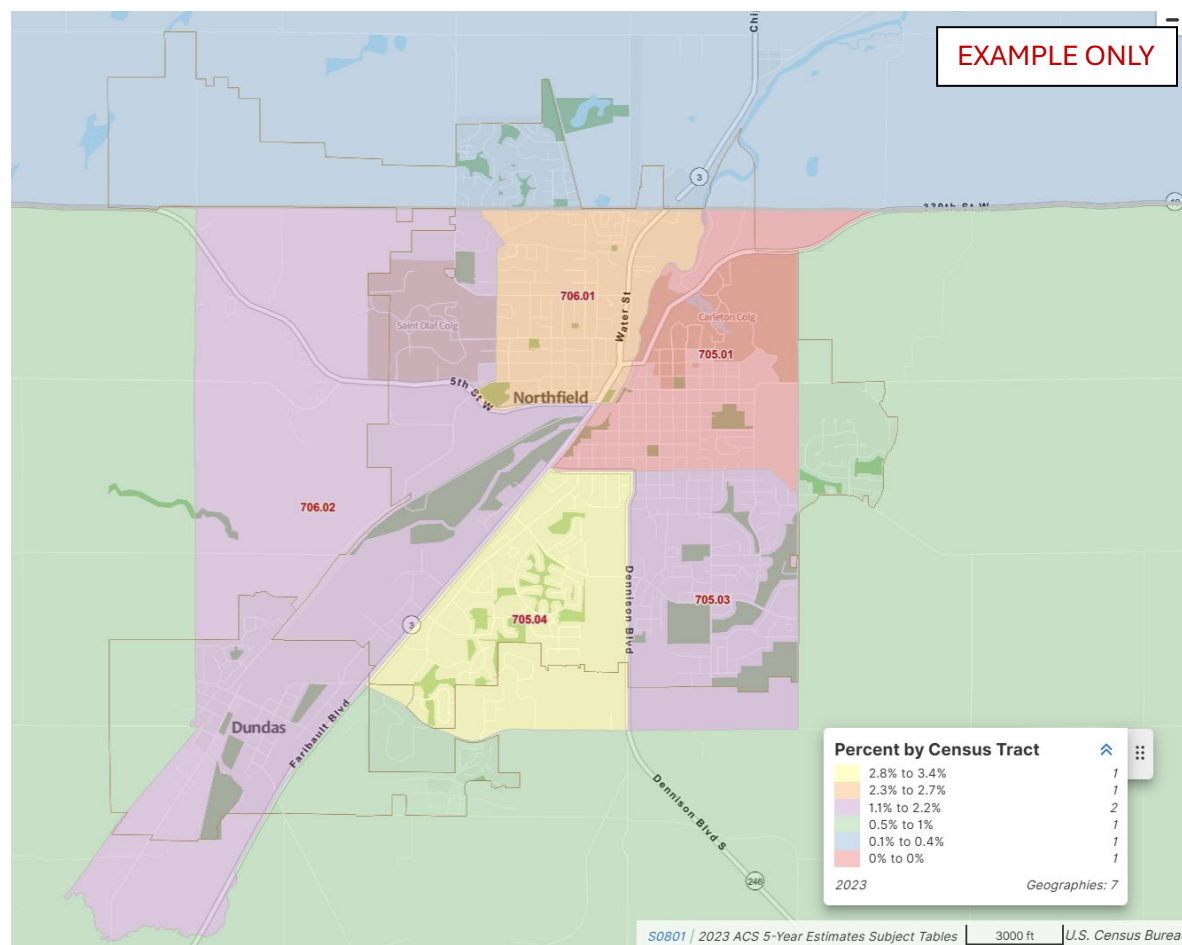 Chi
EXAMPLE ONLY
3
330th St W
19
706.01
Water St
Saint Olaf Colg
Carleton Colg
705.01
5th St W
Northfield
706.02
Dennison Blvd
705.03
3
705.04
Dundas
Faribault Blvd
Dennison Blvd S
246
Percent by Census Tract
2.8% to 3.4% 1
2.3% to 2.7% 1
1.1% to 2.2% 2
0.5% to 1% 1
0.1% to 0.4% 1
0% to 0% 1
2023 Geographies: 7
S0801 | 2023 ACS 5-Year Estimates Subject Tables 3000 ft U.S. Census Burea